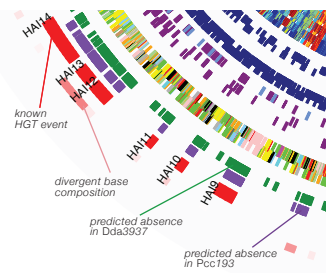 HAI14
HAI13
HAI12
known
HGT event
HAI11
divergent base
composition
HAI10
HAI9
predicted absence
in Dda3937
predicted absence
in Pcc193